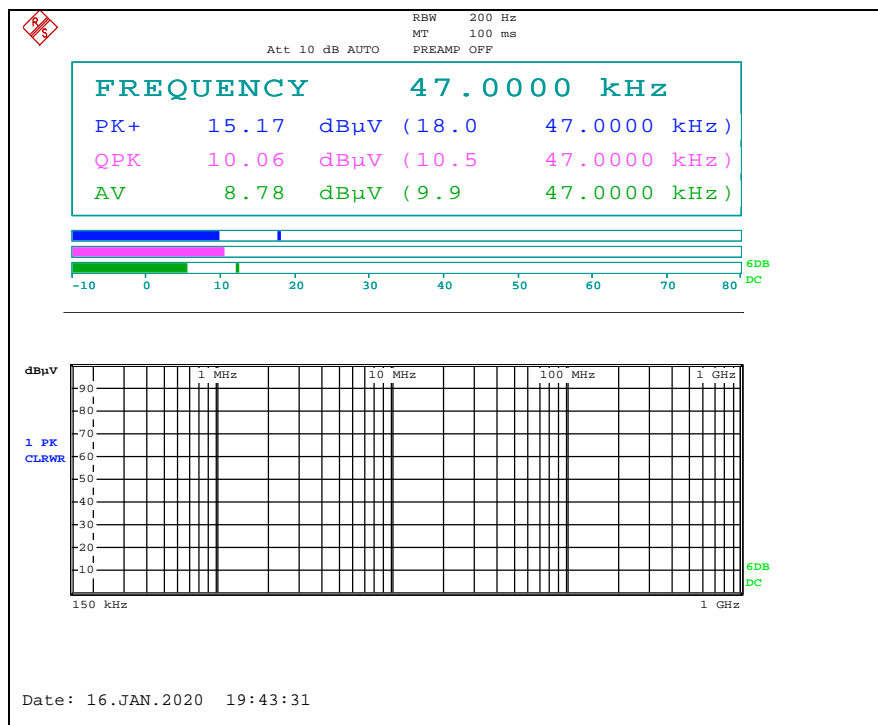 R S
RBW 200 Hz
MT 100 ms
Att 10 dB AUTO PREAMP OFF
FREQUENCY 47.0000 kHz
PK+ 15.17 dBµV (18.0 47.0000 kHz)
QPK 10.06 dBµV (10.5 47.0000 kHz)
AV 8.78 dBµV (9.9 47.0000 kHz)
6DB
DC
-10 0 10 20 30 40 50 60 70 80
dBµV
1 MHz 10 MHz 100 MHz 1 GHz
90
80
70
1 PK
CLRWR
60
50
40
30
20
10
6DB
DC
150 kHz 1 GHz
Date: 16.JAN.2020 19:43:31